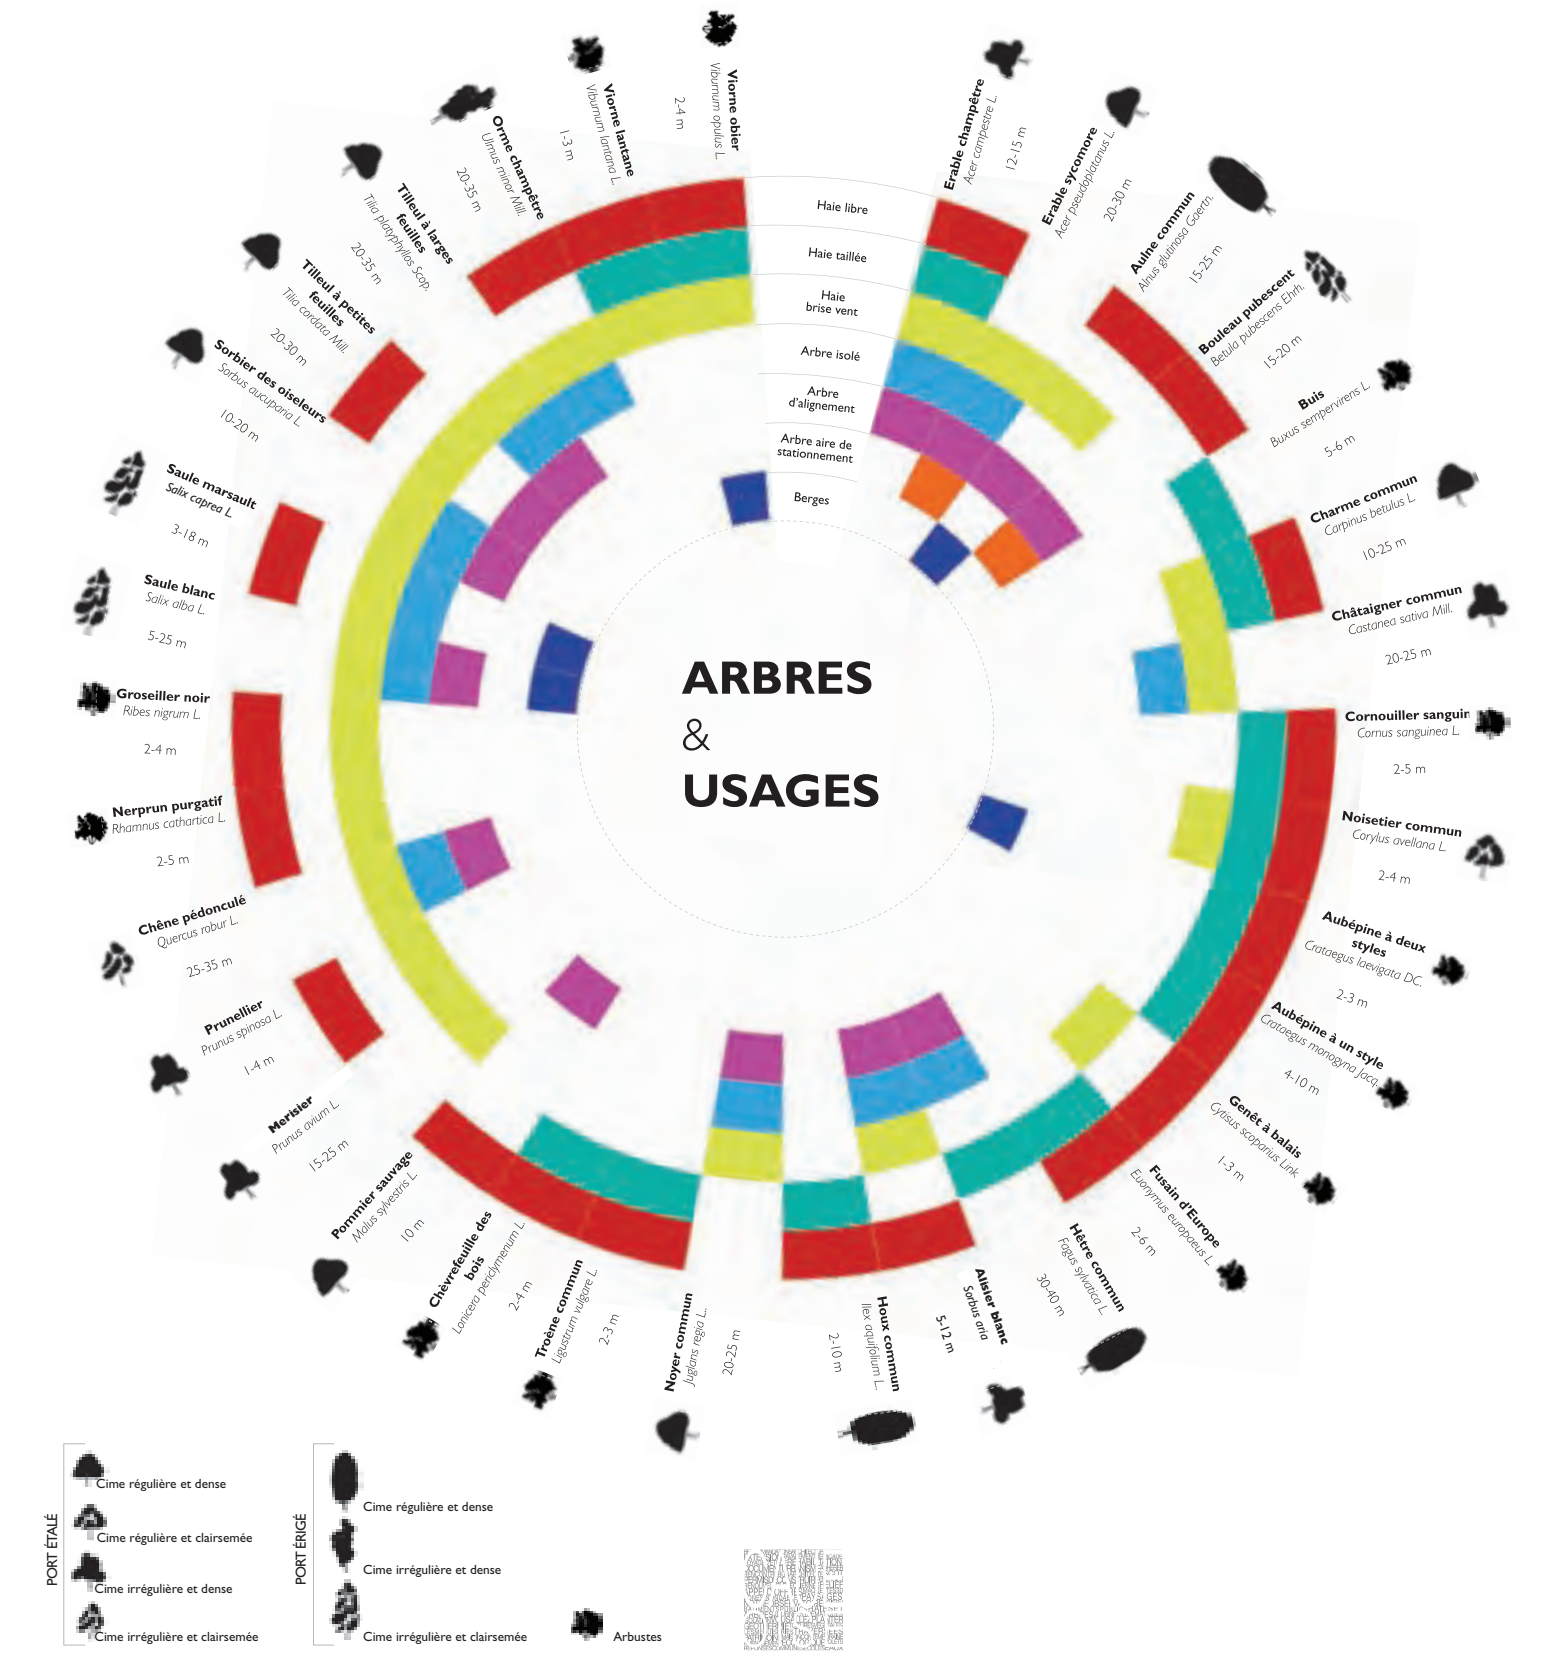 ARBRES
&
USAGES
Haie libre
Haie taillée
Haie
brise vent
Arbre isolé
Arbre
d'alignement
Arbre aire de
stationnement
Berges
Erable champêtre
Acer campestre L.
12-15 m
Erable sycomore
Acer pseudoplatanus L.
20-30 m
Aulne commun
Alnus glutinosa Gaertn.
15-25 m
Bouleau pubescent
Betula pubescens Ehrh.
15-20 m
Buis
Buxus sempervirens L.
5-6 m
Charme commun
Carpinus betulus L.
10-25 m
Châtaigner commun
Castanea sativa Mill.
20-25 m
Cornouiller sanguin
Cornus sanguinea L.
2-5 m
Noisetier commun
Corylus avellana L.
2-4 m
Aubépine à deux
styles
Crataegus laevigata DC.
2-3 m
Aubépine à un style
Crataegus monogyna Jacq.
4-10 m
Genêt à balais
Cytisus scoparius Link
1-3 m
Fusain d'Europe
Euonymus europaeus L.
2-6 m
Hêtre commun
Fagus sylvatica L.
30-40 m
Alisier blanc
Sorbus aria
5-12 m
Houx commun
Ilex aquifolium L.
2-10 m
Noyer commun
Juglans regia L.
20-25 m
Troène commun
Ligustrum vulgare L.
2-3 m
Chèvrefeuille des
bois
Lonicera periclymenum L.
2-4 m
Pommier sauvage
Malus sylvestris L.
10 m
Merisier
Prunus avium L.
15-25 m
Prunellier
Prunus spinosa L.
1-4 m
Chêne pédonculé
Quercus robur L.
25-35 m
Nerprun purgatif
Rhamnus cathartica L.
2-5 m
Groseiller noir
Ribes nigrum L.
2-4 m
Saule blanc
Salix alba L.
5-25 m
Saule marsault
Salix caprea L.
3-18 m
Sorbier des oiseleurs
Sorbus aucuparia L.
10-20 m
Tilleul à petites
feuilles
Tilia cordata Mill.
20-30 m
Tilleul à larges
feuilles
Tilia platyphyllos Scop.
20-35 m
Orme champêtre
Ulmus minor Mill.
20-35 m
Viorne lantane
Viburnum lantana L.
1-3 m
Viorne obier
Viburnum opulus L.
2-4 m
PORT ÉTALÉ
Cime régulière et dense
Cime régulière et clairsemée
Cime irrégulière et dense
Cime irrégulière et clairsemée
PORT ÉRIGÉ
Cime régulière et dense
Cime irrégulière et dense
Cime irrégulière et clairsemée
Arbustes